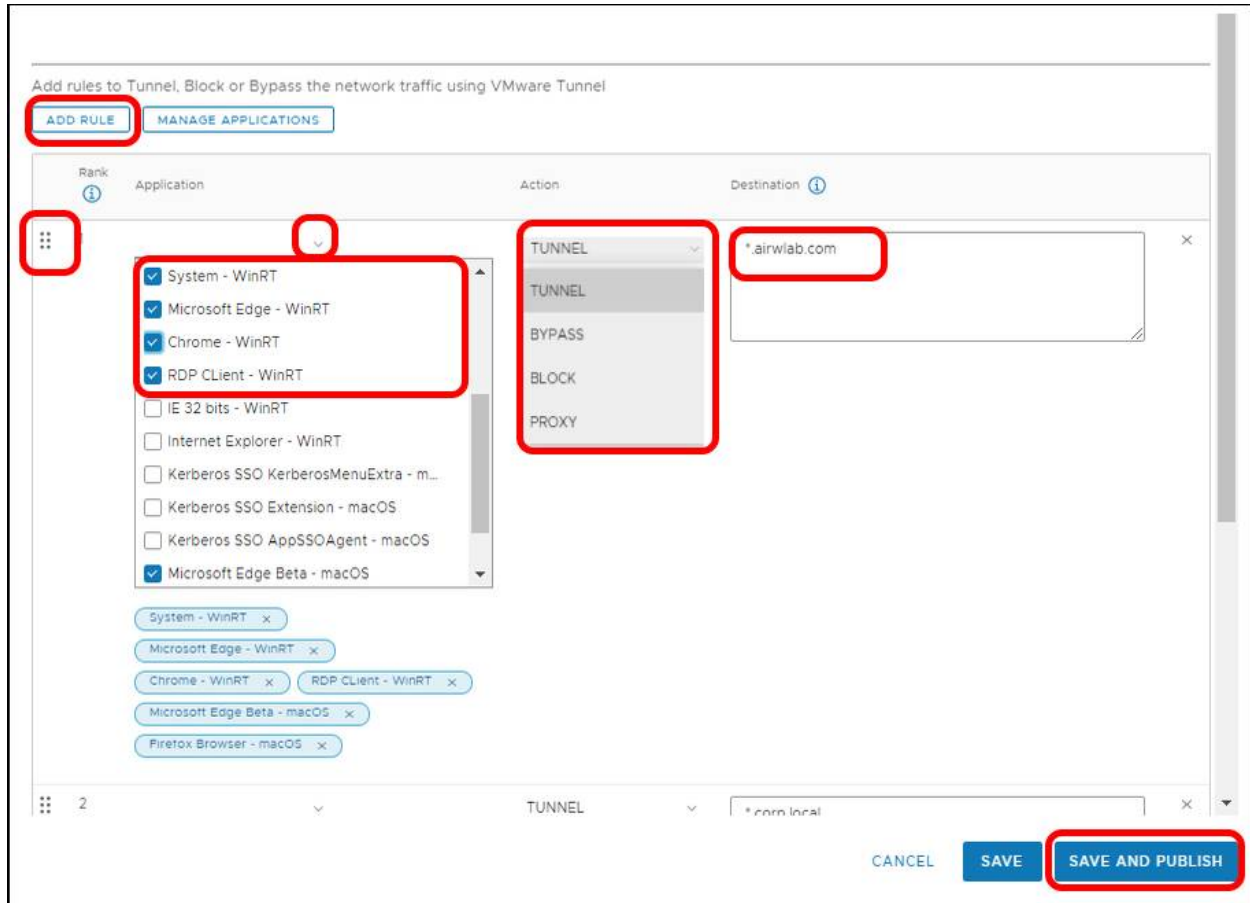 Add rules to Tunnel, Block or Bypass the network traffic using VMware Tunnel
ADD RULE MANAGE APPLICATIONS
Rank Application Action Destination
TUNNEL *.airwlab.com
System - WinRT
Microsoft Edge - WinRT
Chrome - WinRT
RDP CLient - WinRT
IE 32 bits - WinRT
Internet Explorer - WinRT
Kerberos SSO KerberosMenuExtra - m...
Kerberos SSO Extension - macOS
Kerberos SSO AppSSOAgent - macOS
Microsoft Edge Beta - macOS
TUNNEL
BYPASS
BLOCK
PROXY
System - WinRT x
Microsoft Edge - WinRT x
Chrome - WinRT x RDP CLient - WinRT x
Microsoft Edge Beta - macOS x
Firefox Browser - macOS x
2 TUNNEL *.corp.local
CANCEL SAVE SAVE AND PUBLISH